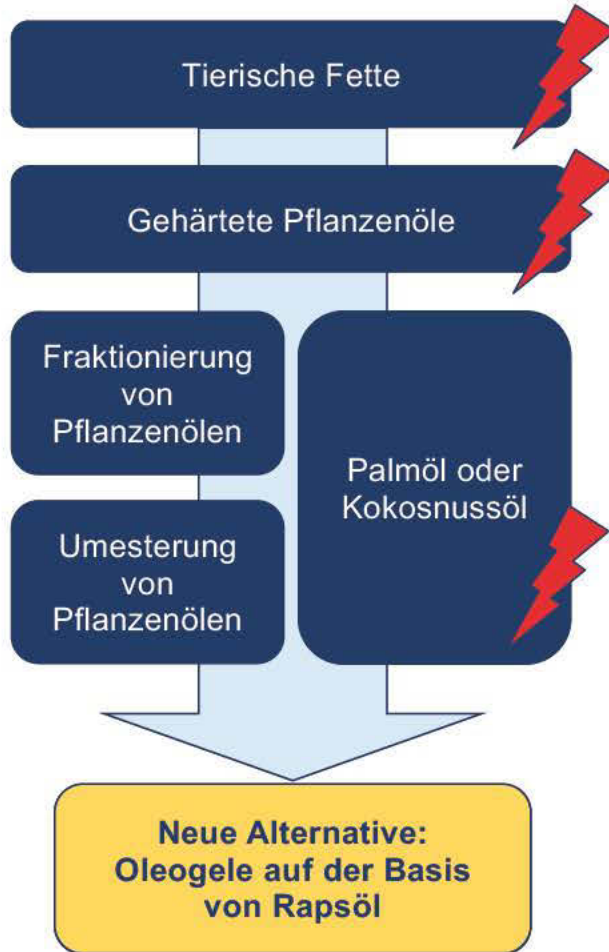 Tierische Fette
Gehärtete Pflanzenöle
Fraktionierung
von
Pflanzenölen
Palmöl oder
Kokosnussöl
Umesterung
von
Pflanzenölen
Neue Alternative:
Oleogele auf der Basis
von Rapsöl